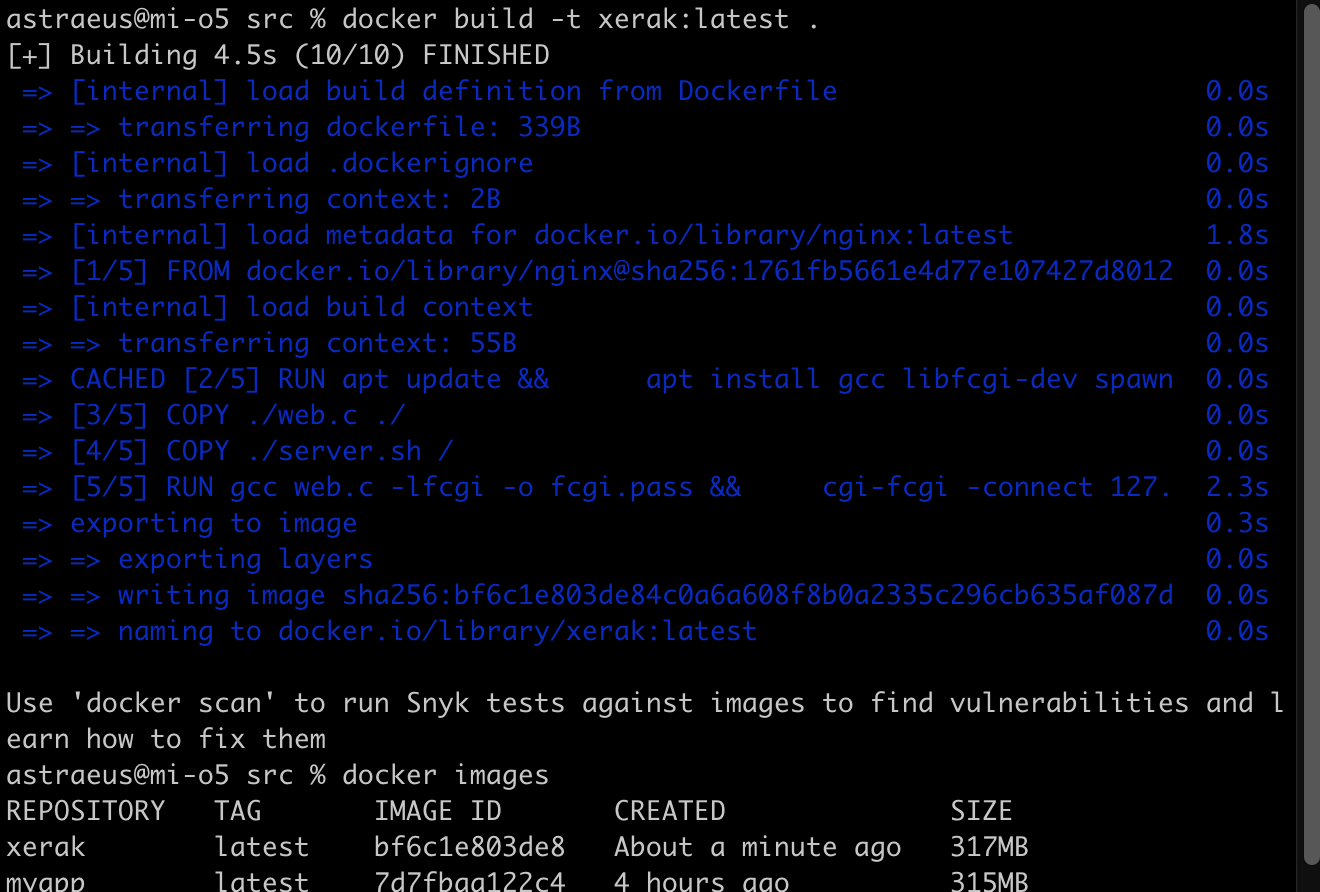 astraeus@mi-o5 src % docker build -t xerak:latest .
[+] Building 4.5s (10/10) FINISHED
=> [internal] load build definition from Dockerfile 0.0s
=> => transferring dockerfile: 339B 0.0s
=> [internal] load .dockerignore 0.0s
=> => transferring context: 2B 0.0s
=> [internal] load metadata for docker.io/library/nginx:latest 1.8s
=> [1/5] FROM docker.io/library/nginx@sha256:1761fb5661e4d77e107427d8012 0.0s
=> [internal] load build context 0.0s
=> => transferring context: 55B 0.0s
=> CACHED [2/5] RUN apt update &&      apt install gcc libfcgi-dev spawn 0.0s
=> [3/5] COPY ./web.c ./ 0.0s
=> [4/5] COPY ./server.sh / 0.0s
=> [5/5] RUN gcc web.c -lfcgi -o fcgi.pass &&     cgi-fcgi -connect 127. 2.3s
=> exporting to image 0.3s
=> => exporting layers 0.0s
=> => writing image sha256:bf6c1e803de84c0a6a608f8b0a2335c296cb635af087d 0.0s
=> => naming to docker.io/library/xerak:latest 0.0s
Use 'docker scan' to run Snyk tests against images to find vulnerabilities and l
earn how to fix them
astraeus@mi-o5 src % docker images
REPOSITORY   TAG       IMAGE ID       CREATED              SIZE
xerak        latest    bf6c1e803de8   About a minute ago   317MB
myapp        latest    7d7fbaa122c4   4 hours ago          315MB